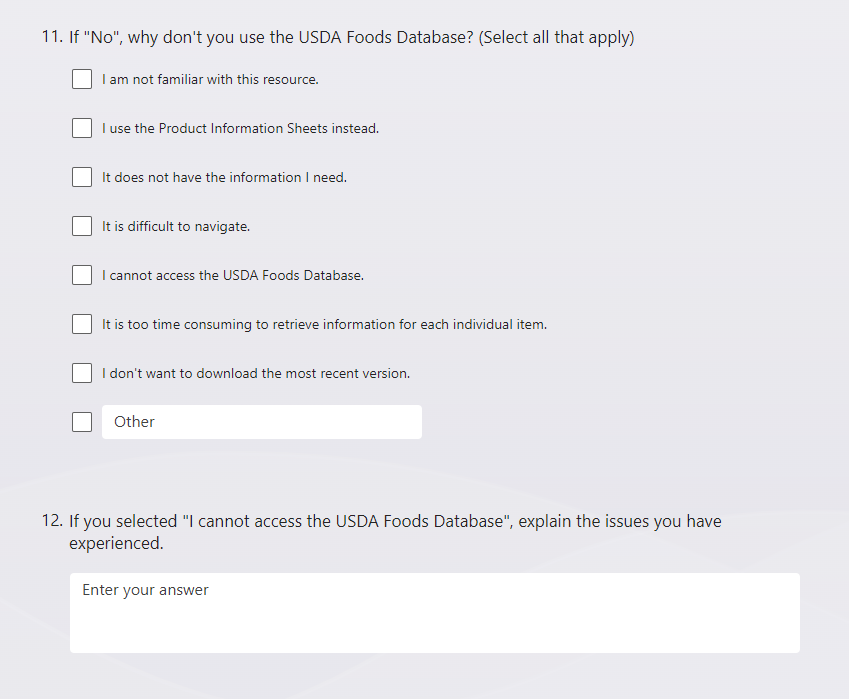 11. If "No", why don't you use the USDA Foods Database? (Select all that apply)
I am not familiar with this resource.
I use the Product Information Sheets instead.
It does not have the information I need.
It is difficult to navigate.
I cannot access the USDA Foods Database.
It is too time consuming to retrieve information for each individual item.
I don't want to download the most recent version.
Other
12. If you selected "I cannot access the USDA Foods Database", explain the issues you have
experienced.
Enter your answer